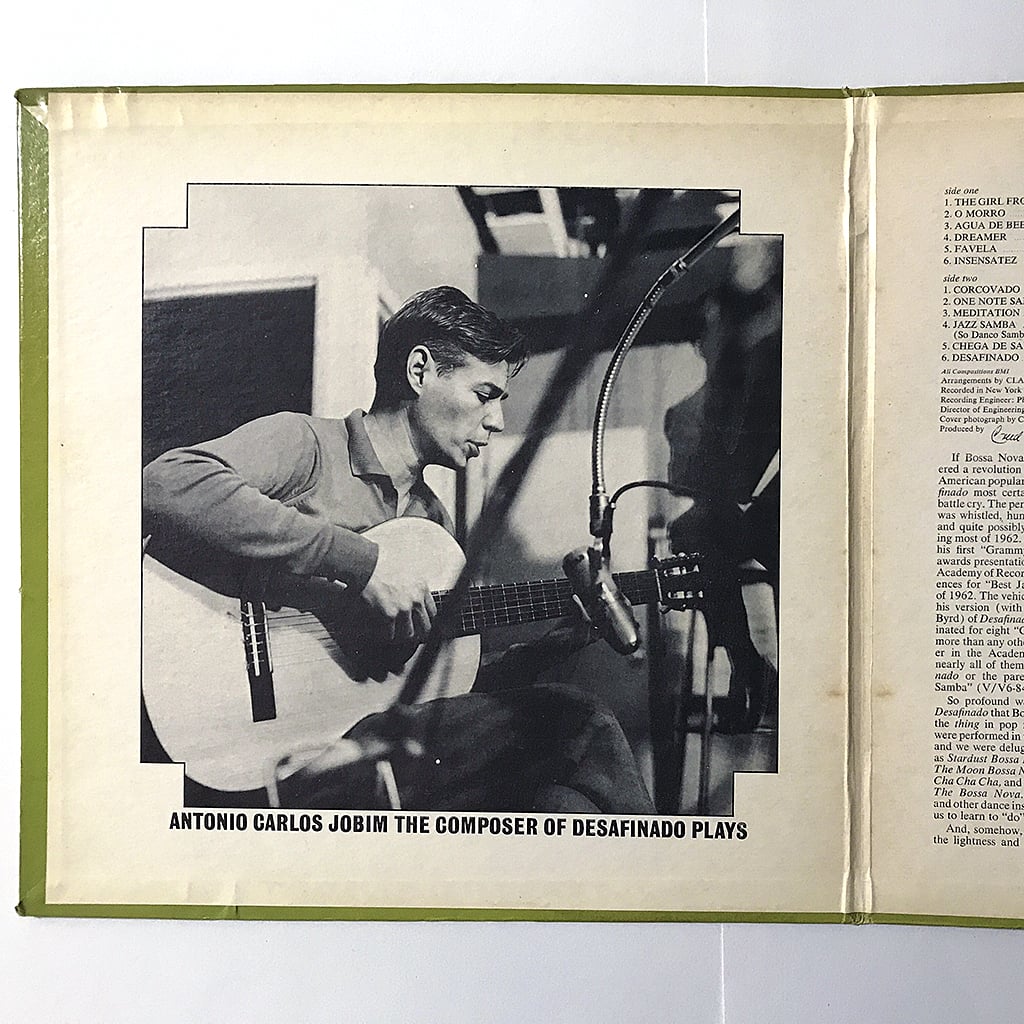 ANTONIO CARLOS JOBIM THE COMPOSER OF DESAFINADO PLAYS
side one
1. THE GIRL FRO
2. O MORRO
3. AGUA DE BEE
4. DREAMER
5. FAVELA
6. INSENSATEZ
side two
1. CORCOVADO
2. ONE NOTE SA
3. MEDITATION
4. JAZZ SAMBA
(So Danco Samb
5. CHEGA DE SA
6. DESAFINADO
All Compositions BMI
Arrangements by CLA
Recorded in New York
Recording Engineer: Ph
Director of Engineering
Cover photograph by C
Produced by
If Bossa Nova
ered a revolution
American popular
finado most certa
battle cry. The per
was whistled, hum
and quite possibly
ing most of 1962.
his first “Gramm
awards presentatio
Academy of Recor
ences for “Best Ja
of 1962. The vehic
his version (with
Byrd) of Desafina
inated for eight “G
more than any othe
er in the Academ
nearly all of them
nado or the pare
Samba” (V/V6-8
So profound w
Desafinado that Bo
the thing in pop
were performed in
and we were delug
as Stardust Bossa
The Moon Bossa N
Cha Cha Cha, and
The Bossa Nova.
and other dance ins
us to learn to “do”
And, somehow,
the lightness and